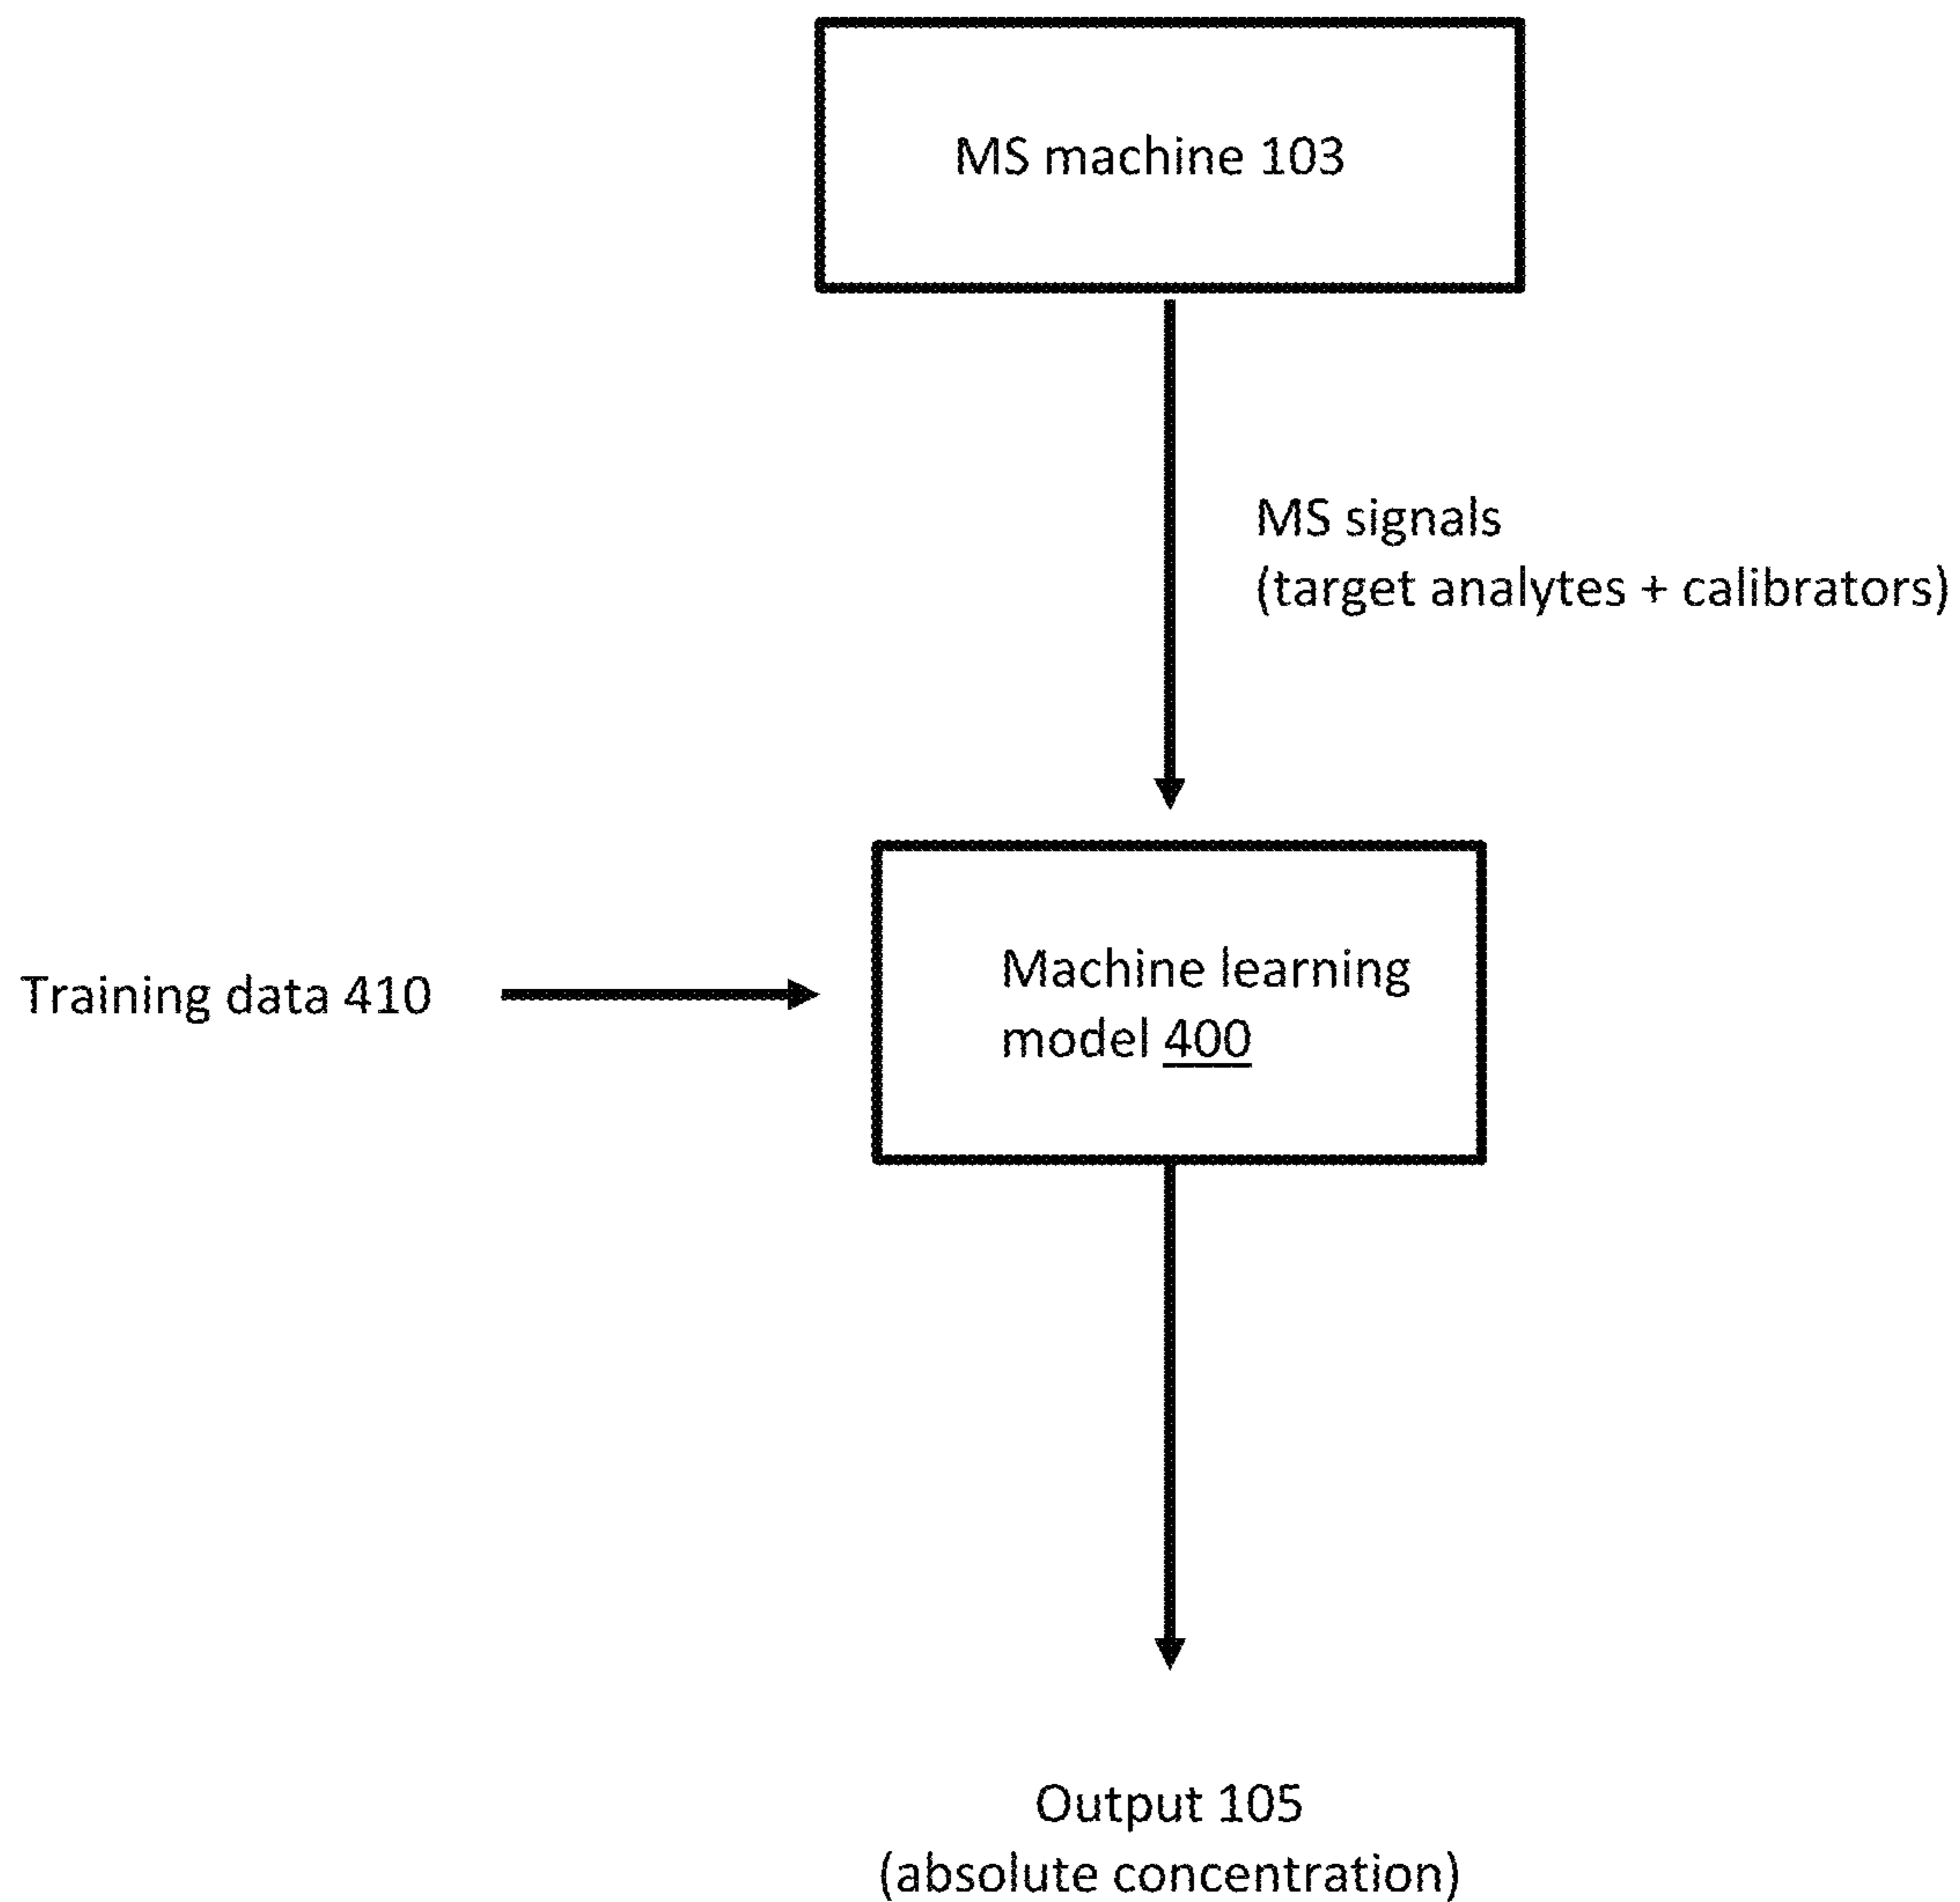 MS machine 103
MS signals
(target analytes + calibrators)
Training data 410
Machine learning
model 400
Output 105
(absolute concentration)